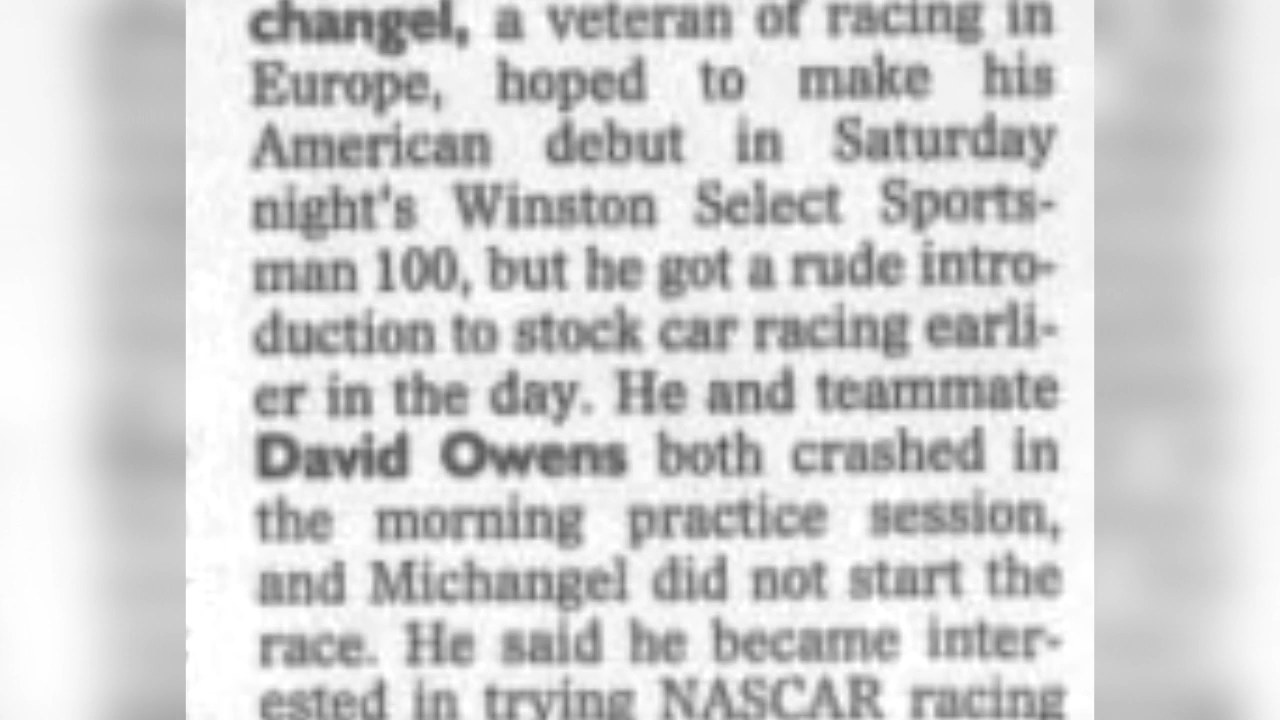 changel, a veteran of racing in
Europe, hoped to make his
American debut in Saturday
night's Winston Select Sports-
man 100, but he got a rude intro-
duction to stock car racing earli-
er in the day. He and teammate
David Owens both crashed in
the morning practice session,
and Michangel did not start the
race. He said he became inter-
ested in trying NASCAR racing